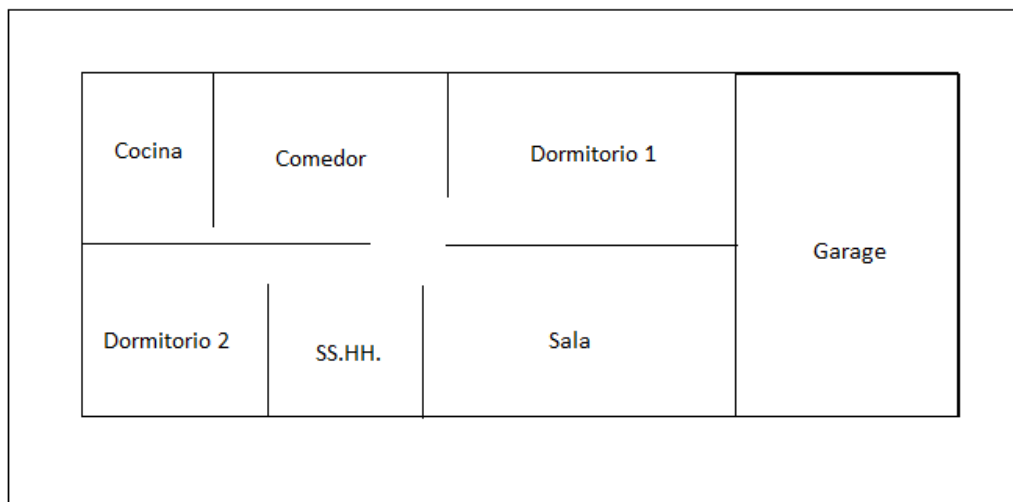 Cocina
Comedor
Dormitorio 1
Garage
Dormitorio 2
SS.HH.
Sala